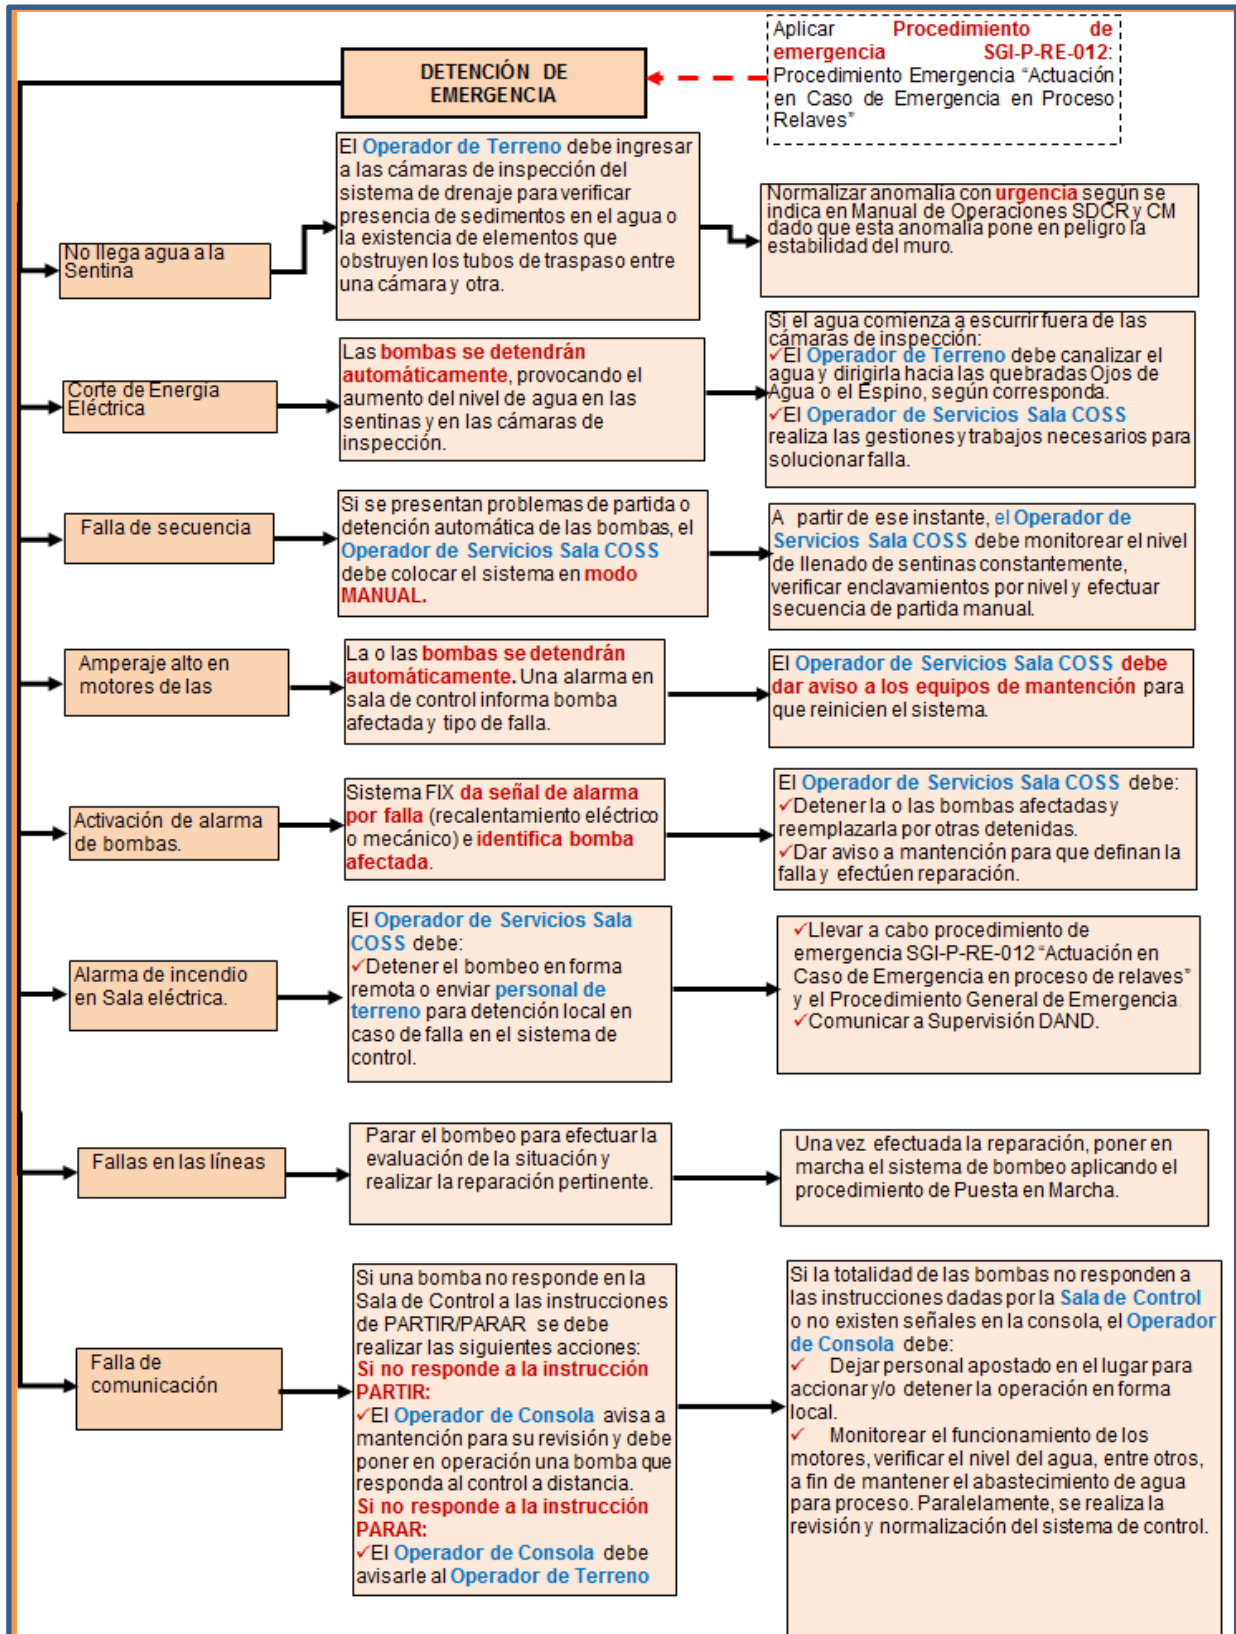 Aplicar Procedimiento de
emergencia SGI-P-RE-012:
Procedimiento Emergencia “Actuación
en Caso de Emergencia en Proceso
Relaves”
DETENCIÓN DE
EMERGENCIA
No llega agua a la
Sentina
El Operador de Terreno debe ingresar
a las cámaras de inspección del
sistema de drenaje para verificar
presencia de sedimentos en el agua o
la existencia de elementos que
obstruyen los tubos de traspaso entre
una cámara y otra.
Normalizar anomalía con urgencia según se
indica en Manual de Operaciones SDCR y CM
dado que esta anomalía pone en peligro la
estabilidad del muro.
Corte de Energía
Eléctrica
Las bombas se detendrán
automáticamente, provocando el
aumento del nivel de agua en las
sentinas y en las cámaras de
inspección.
Si el agua comienza a escurrir fuera de las
cámaras de inspección:
✓El Operador de Terreno debe canalizar el
agua y dirigirla hacia las quebradas Ojos de
Agua o el Espino, según corresponda.
✓El Operador de Servicios Sala COSS
realiza las gestiones y trabajos necesarios para
solucionar falla.
Falla de secuencia
Si se presentan problemas de partida o
detención automática de las bombas, el
Operador de Servicios Sala COSS
debe colocar el sistema en modo
MANUAL.
A partir de ese instante, el Operador de
Servicios Sala COSS debe monitorear el nivel
de llenado de sentinas constantemente,
verificar enclavamientos por nivel y efectuar
secuencia de partida manual.
Amperaje alto en
motores de las
La o las bombas se detendrán
automáticamente. Una alarma en
sala de control informa bomba
afectada y tipo de falla.
El Operador de Servicios Sala COSS debe
dar aviso a los equipos de mantención para
que reinicien el sistema.
Activación de alarma
de bombas.
Sistema FIX da señal de alarma
por falla (recalentamiento eléctrico
o mecánico) e identifica bomba
afectada.
El Operador de Servicios Sala COSS debe:
✓Detener la o las bombas afectadas y
reemplazarla por otras detenidas.
✓Dar aviso a mantención para que definan la
falla y efectúen reparación.
Alarma de incendio
en Sala eléctrica.
El Operador de Servicios Sala
COSS debe:
✓Detener el bombeo en forma
remota o enviar personal de
terreno para detención local en
caso de falla en el sistema de
control.
✓Llevar a cabo procedimiento de
emergencia SGI-P-RE-012 “Actuación en
Caso de Emergencia en proceso de relaves”
y el Procedimiento General de Emergencia.
✓Comunicar a Supervisión DAND.
Fallas en las líneas
Parar el bombeo para efectuar la
evaluación de la situación y
realizar la reparación pertinente.
Una vez efectuada la reparación, poner en
marcha el sistema de bombeo aplicando el
procedimiento de Puesta en Marcha.
Falla de
comunicación
Si una bomba no responde en la
Sala de Control a las instrucciones
de PARTIR/PARAR se debe
realizar las siguientes acciones:
Si no responde a la instrucción
PARTIR:
✓El Operador de Consola avisa a
mantención para su revisión y debe
poner en operación una bomba que
responda al control a distancia.
Si no responde a la instrucción
PARAR:
✓El Operador de Consola debe
avisarle al Operador de Terreno
Si la totalidad de las bombas no responden a
las instrucciones dadas por la Sala de Control
o no existen señales en la consola, el Operador
de Consola debe:
✓ Dejar personal apostado en el lugar para
accionar y/o detener la operación en forma
local.
✓ Monitorear el funcionamiento de los
motores, verificar el nivel del agua, entre otros,
a fin de mantener el abastecimiento de agua
para proceso. Paralelamente, se realiza la
revisión y normalización del sistema de control.